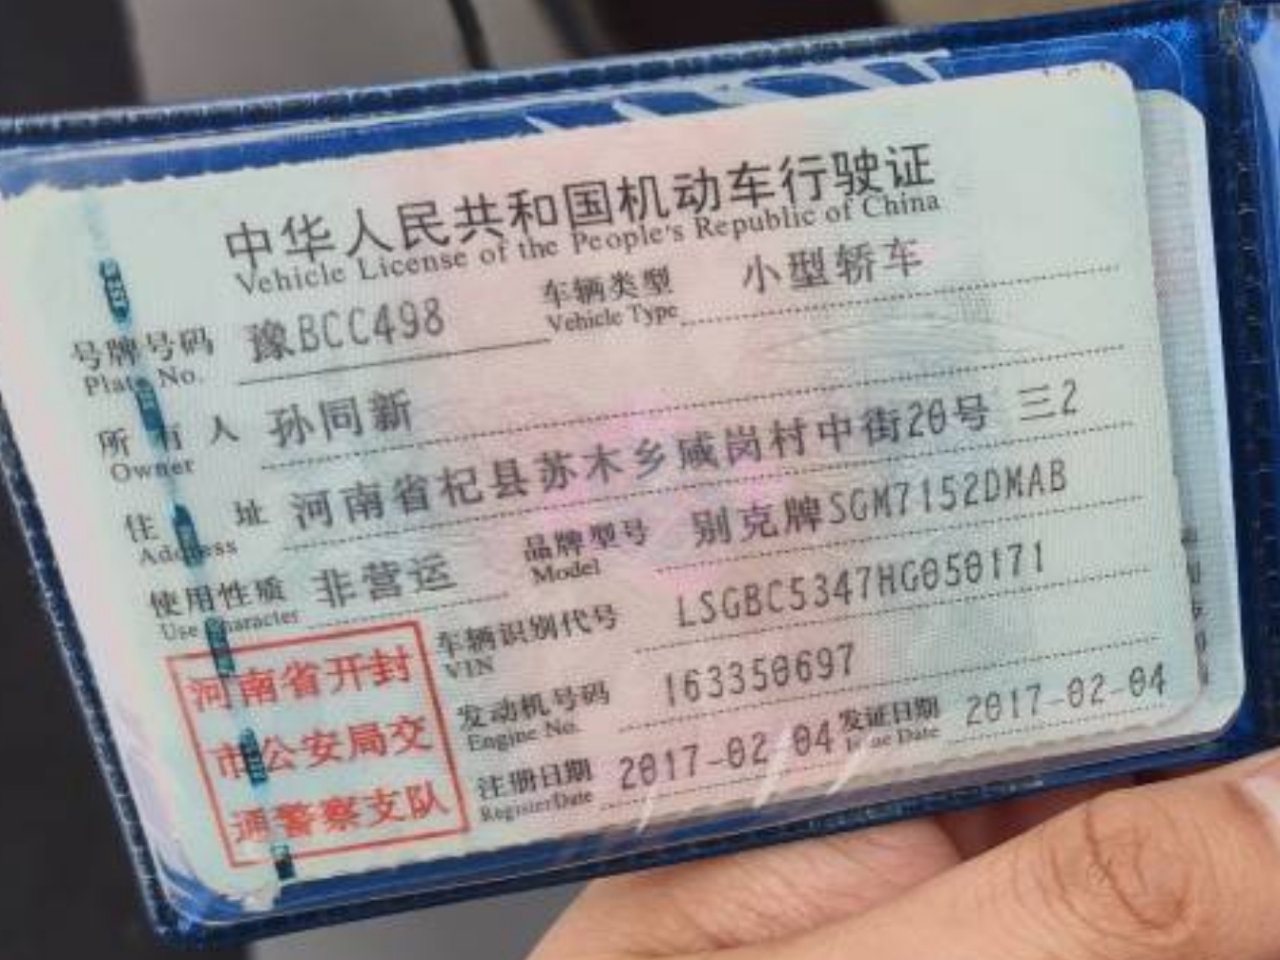 中华人民共和国机动车行驶证
Vehicle License of the People's Republic of China
号牌号码 豫BCC498 车辆类型 小型轿车
Plate No. Vehicle Type
所有人 孙同新
Owner
住址 河南省杞县苏木乡咸岗村中街20号 三2
Address
使用性质 非营运 品牌型号 别克牌SGM7152DMAB
Use Character Model
车辆识别代号 LSGBC5347HG050171
VIN
发动机号码 163350697
Engine No.
注册日期 2017-02-04 发证日期 2017-02-04
Register Date Issue Date
河南省开封
市公安局交
通警察支队